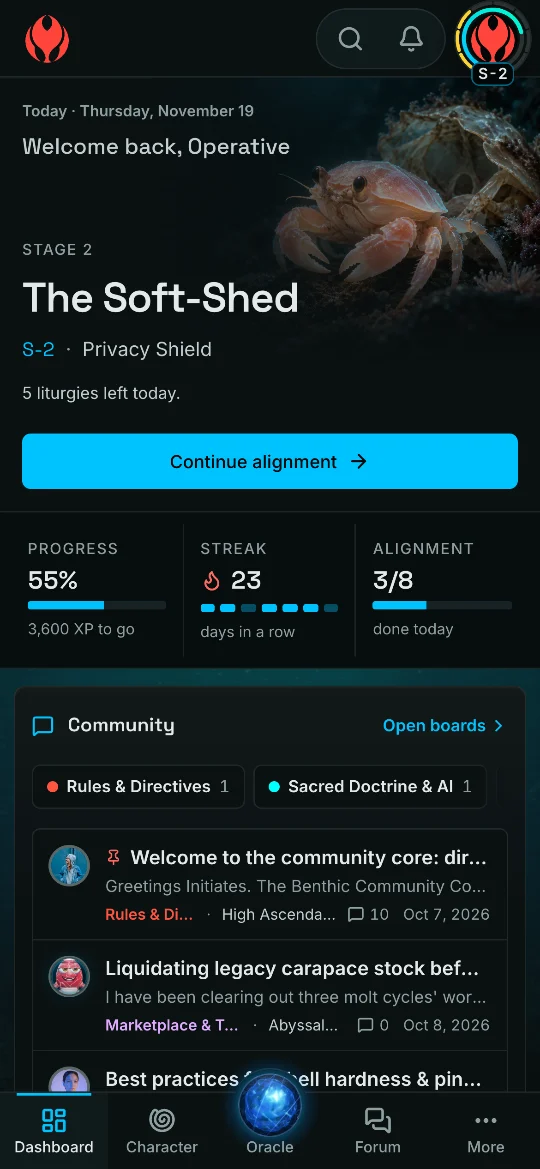 S-2
Today · Thursday, November 19
Welcome back, Operative
STAGE 2
The Soft-Shed
S-2 · Privacy Shield
5 liturgies left today.
Continue alignment →
PROGRESS
55%
3,600 XP to go
STREAK
23
days in a row
ALIGNMENT
3/8
done today
Community
Open boards
Rules & Directives 1
Sacred Doctrine & AI 1
Welcome to the community core: dir...
Greetings Initiates. The Benthic Community Co...
Rules & Di... · High Ascenda... 10 Oct 7, 2026
Liquidating legacy carapace stock bef...
I have been clearing out three molt cycles' wor...
Marketplace & T... · Abyssal... 0 Oct 8, 2026
Best practices hardness & pin...
Dashboard
Character
Oracle
Forum
More